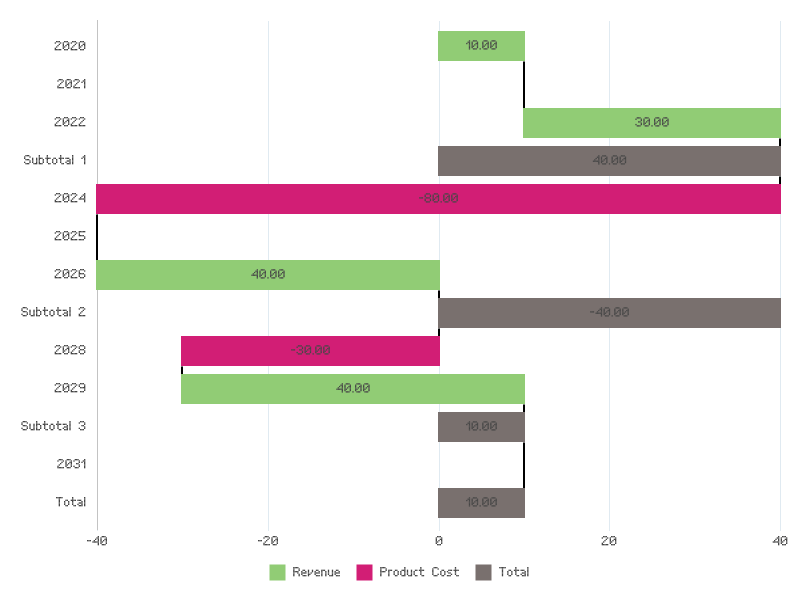 2020 10.00
2021
2022 30.00
Subtotal 1 40.00
2024 -80.00
2025
2026 40.00
Subtotal 2 -40.00
2028 -30.00
2029 40.00
Subtotal 3 10.00
2031
Total 10.00
-40 -20 0 20 40
Revenue Product Cost Total